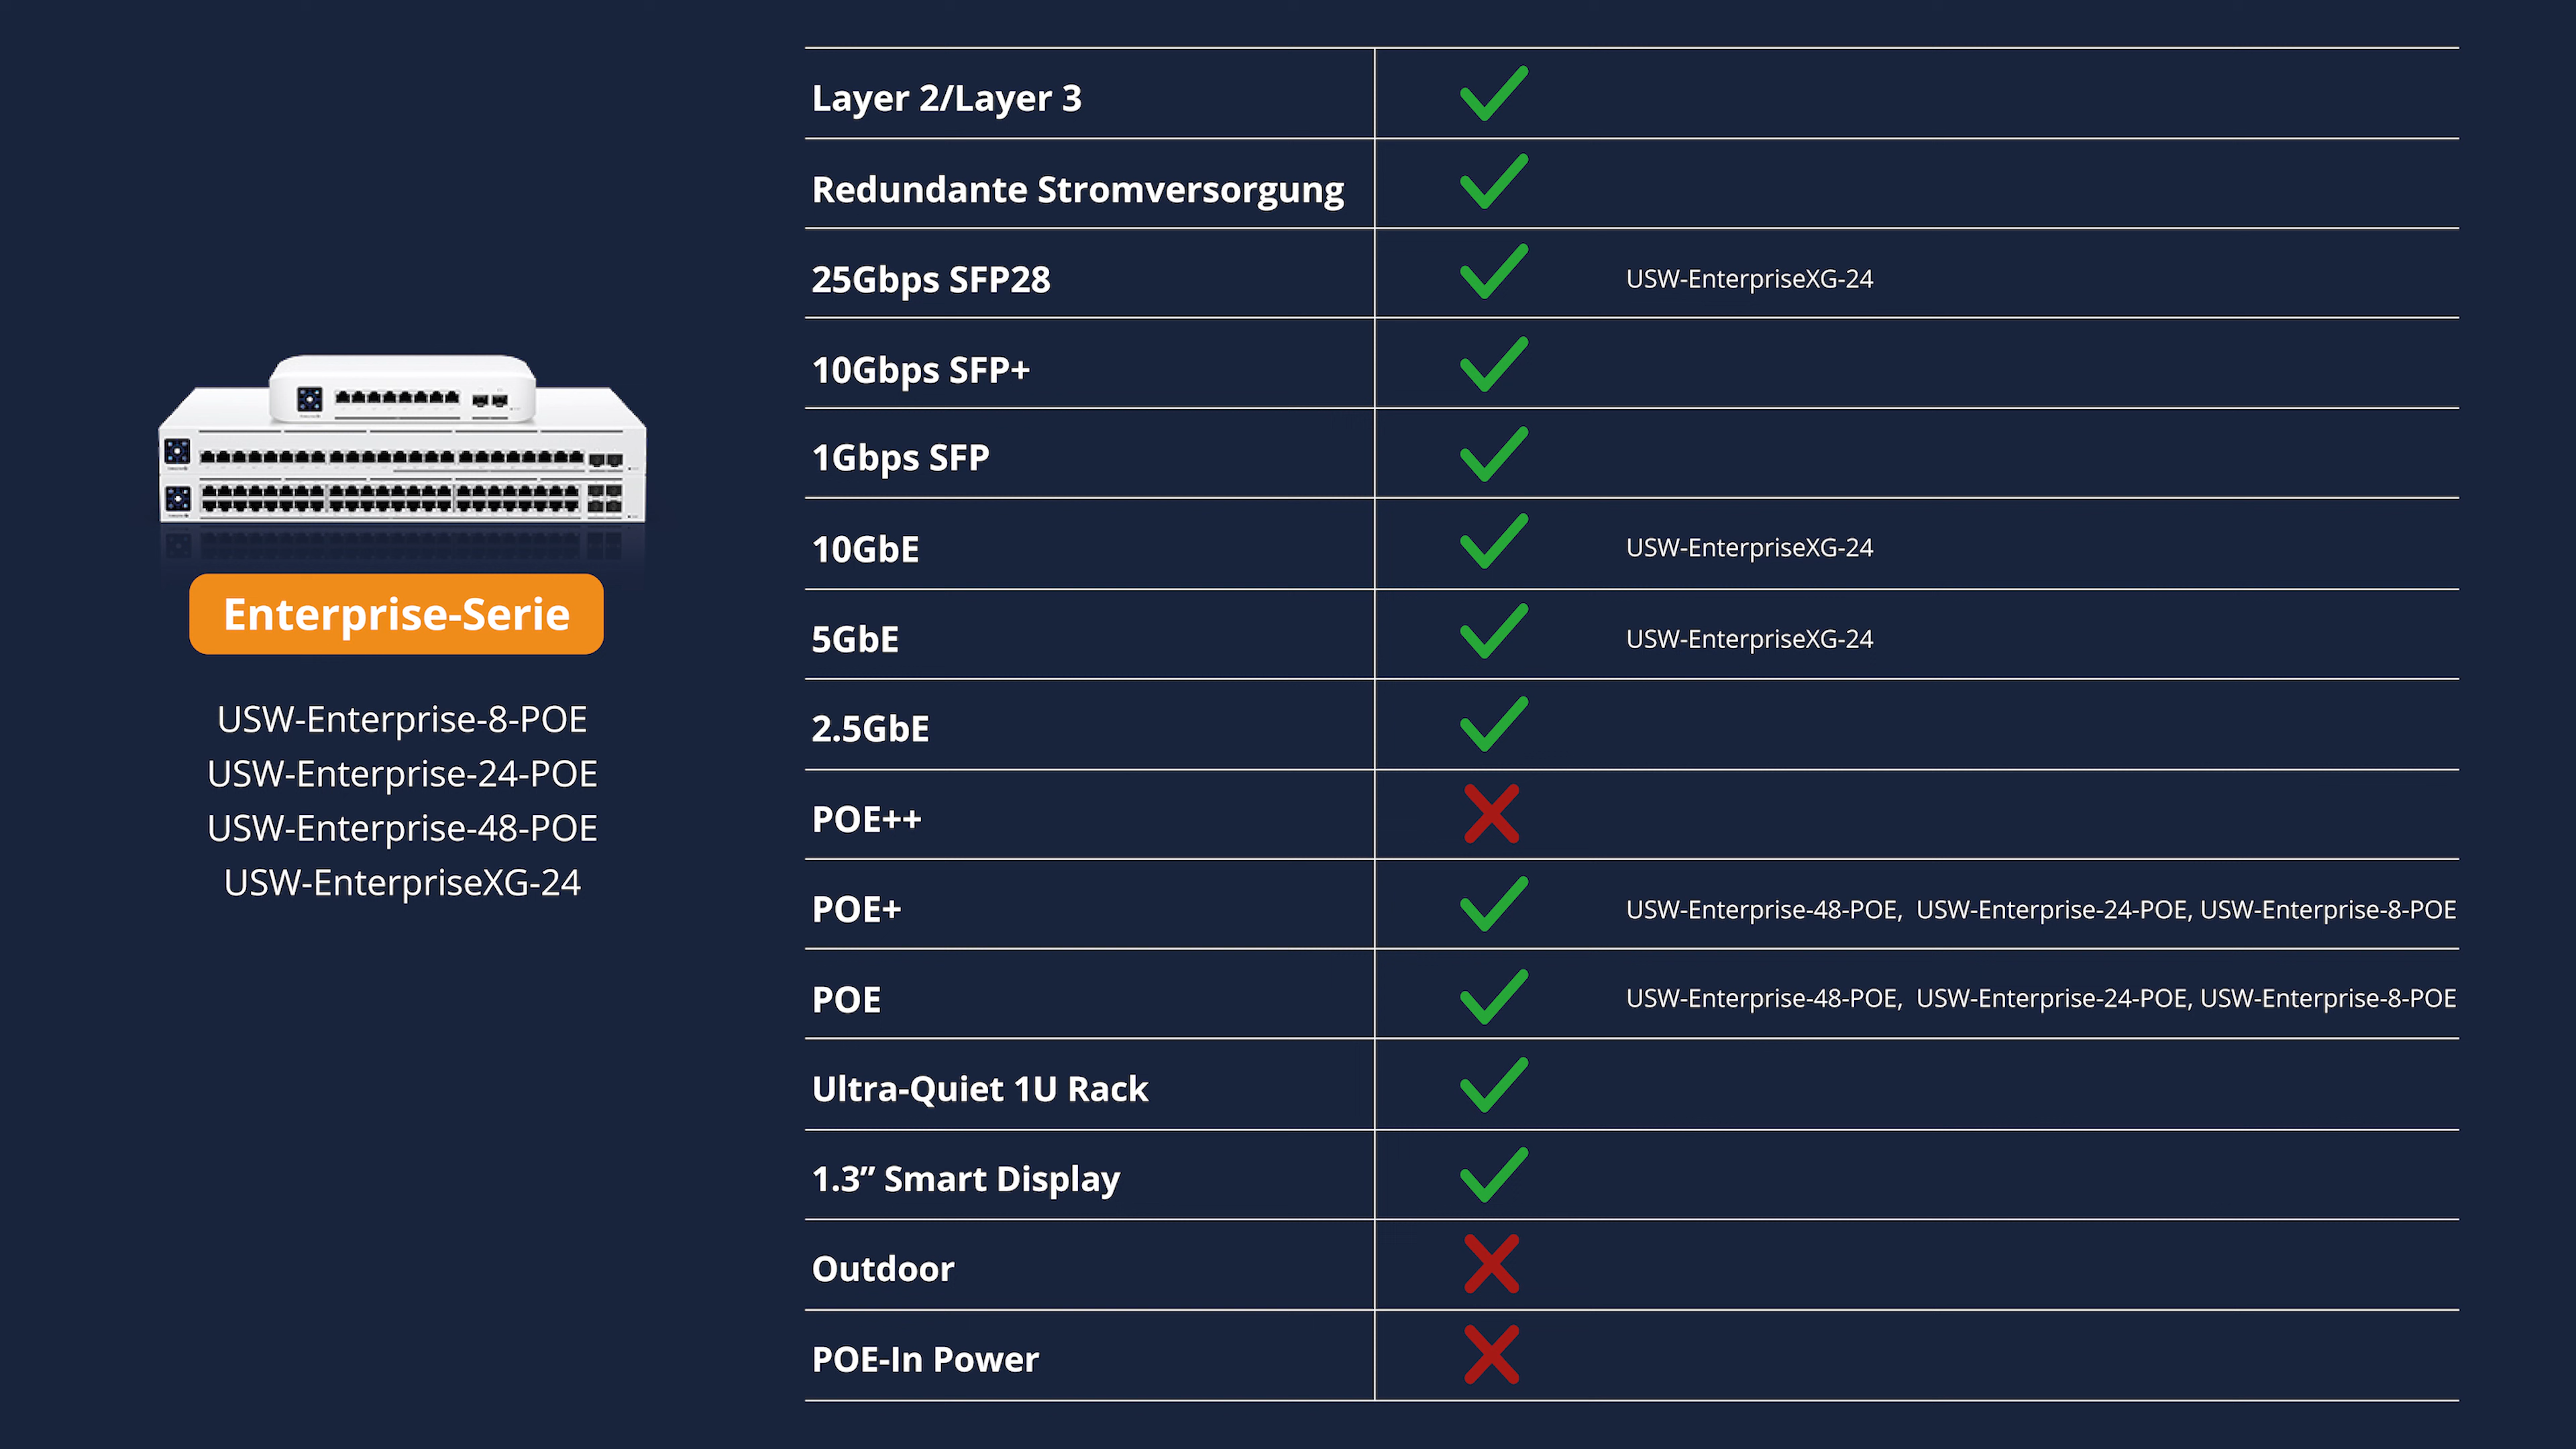 Enterprise-Serie
USW-Enterprise-8-POE
USW-Enterprise-24-POE
USW-Enterprise-48-POE
USW-EnterpriseXG-24
Layer 2/Layer 3
Redundante Stromversorgung
25Gbps SFP28 USW-EnterpriseXG-24
10Gbps SFP+
1Gbps SFP
10GbE USW-EnterpriseXG-24
5GbE USW-EnterpriseXG-24
2.5GbE
POE++
POE+ USW-Enterprise-48-POE, USW-Enterprise-24-POE, USW-Enterprise-8-POE
POE USW-Enterprise-48-POE, USW-Enterprise-24-POE, USW-Enterprise-8-POE
Ultra-Quiet 1U Rack
1.3” Smart Display
Outdoor
POE-In Power